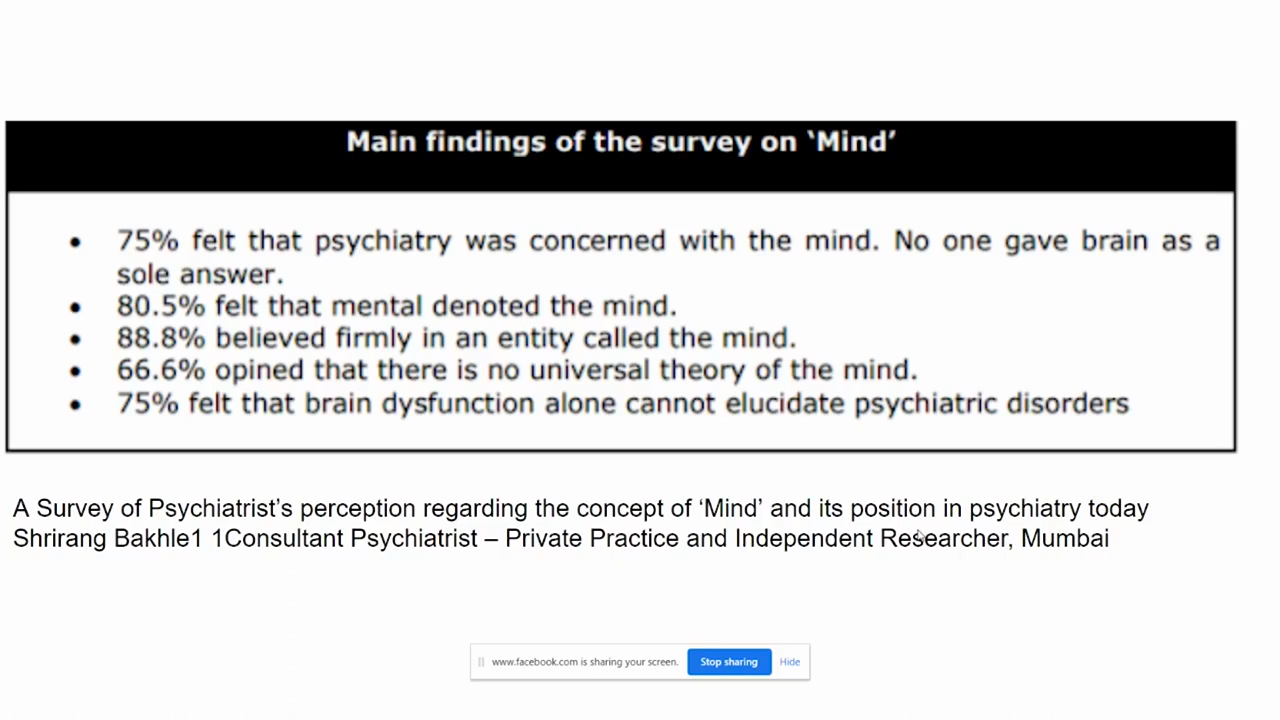 Main findings of the survey on ‘Mind’
• 75% felt that psychiatry was concerned with the mind. No one gave brain as a
sole answer.
• 80.5% felt that mental denoted the mind.
• 88.8% believed firmly in an entity called the mind.
• 66.6% opined that there is no universal theory of the mind.
• 75% felt that brain dysfunction alone cannot elucidate psychiatric disorders
A Survey of Psychiatrist’s perception regarding the concept of ‘Mind’ and its position in psychiatry today
Shrirang Bakhle1 1Consultant Psychiatrist – Private Practice and Independent Researcher, Mumbai
www.facebook.com is sharing your screen. Stop sharing Hide